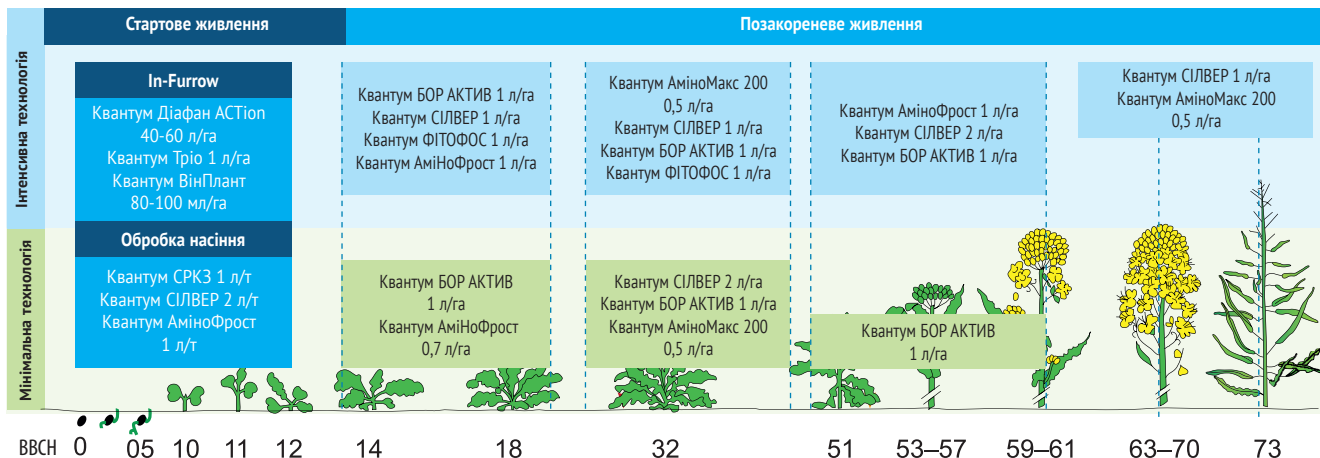 Стартове живлення
Позакореневе живлення
Інтенсивна технологія
In-Furrow
Квантум Діафан ACTion
40-60 л/га
Квантум Тріо 1 л/га
Квантум ВінПлант
80-100 мл/га
Квантум БОР АКТИВ 1 л/га
Квантум СІЛВЕР 1 л/га
Квантум ФІТОФОС 1 л/га
Квантум АміНоФрост 1 л/га
Квантум АміноМакс 200
0,5 л/га
Квантум СІЛВЕР 1 л/га
Квантум БОР АКТИВ 1 л/га
Квантум ФІТОФОС 1 л/га
Квантум АміноФрост 1 л/га
Квантум СІЛВЕР 2 л/га
Квантум БОР АКТИВ 1 л/га
Квантум СІЛВЕР 1 л/га
Квантум АміноМакс 200
0,5 л/га
Мінімальна технологія
Обробка насіння
Квантум СРКЗ 1 л/т
Квантум СІЛВЕР 2 л/т
Квантум АміноФрост
1 л/т
Квантум БОР АКТИВ
1 л/га
Квантум АміНоФрост
0,7 л/га
Квантум СІЛВЕР 2 л/га
Квантум БОР АКТИВ 1 л/га
Квантум АміноМакс 200
0,5 л/га
Квантум БОР АКТИВ
1 л/га
ВВСН 0 05 10 11 12 14 18 32 51 53–57 59–61 63–70 73